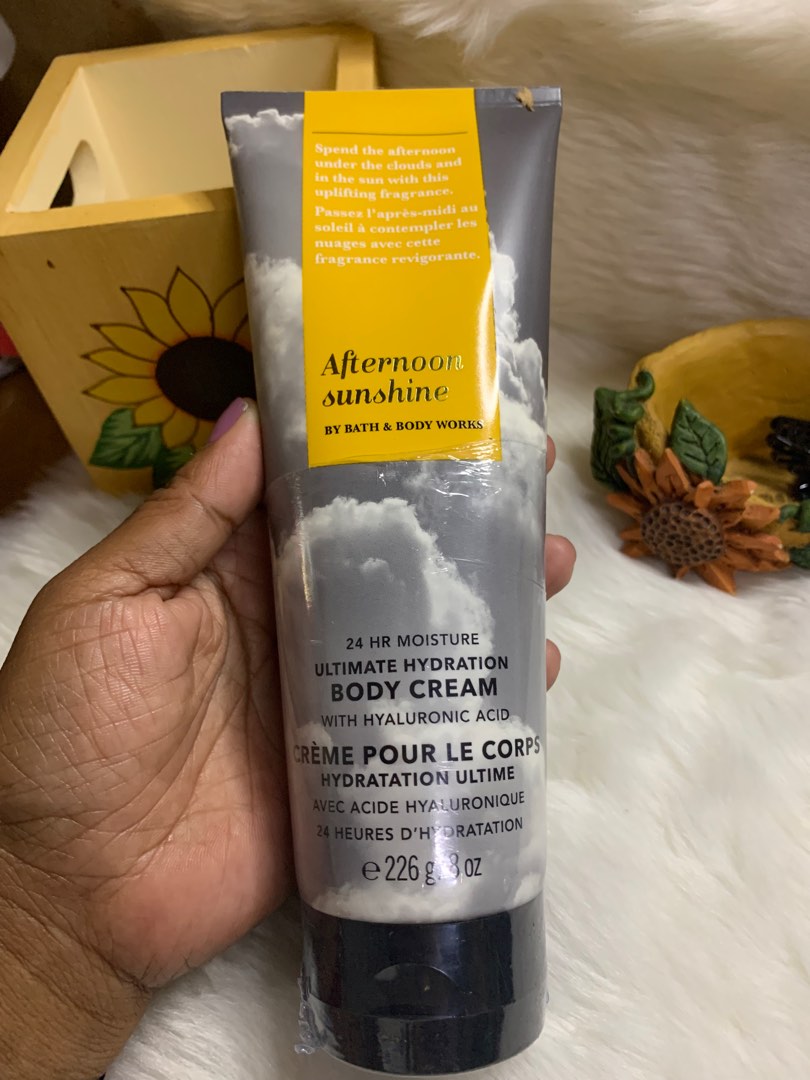 Spend the afternoon
under the clouds and
in the sun with this
uplifting fragrance.
Passez l'après-midi au
soleil à contempler les
nuages avec cette
fragrance revigorante.
Afternoon
sunshine
BY BATH & BODY WORKS
24 HR MOISTURE
ULTIMATE HYDRATION
BODY CREAM
WITH HYALURONIC ACID
CRÈME POUR LE CORPS
HYDRATATION ULTIME
AVEC ACIDE HYALURONIQUE
24 HEURES D'HYDRATATION
℮ 226 g / 8 oz